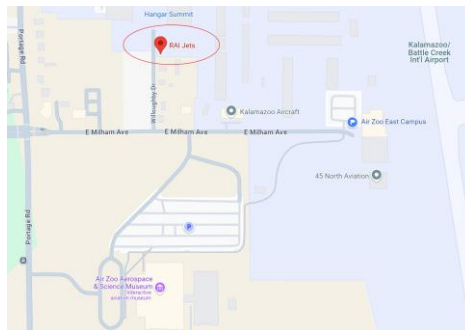 Hangar Summit
RAI Jets
Portage Rd
Willoughby Dr
Kalamazoo/
Battle Creek
Int'l Airport
Kalamazoo Aircraft
Air Zoo East Campus
E Milham Ave
E Milham Ave
E Milham Ave
45 North Aviation
P
P
Portage Rd
Air Zoo Aerospace
& Science Museum
Interactive
aviation museum